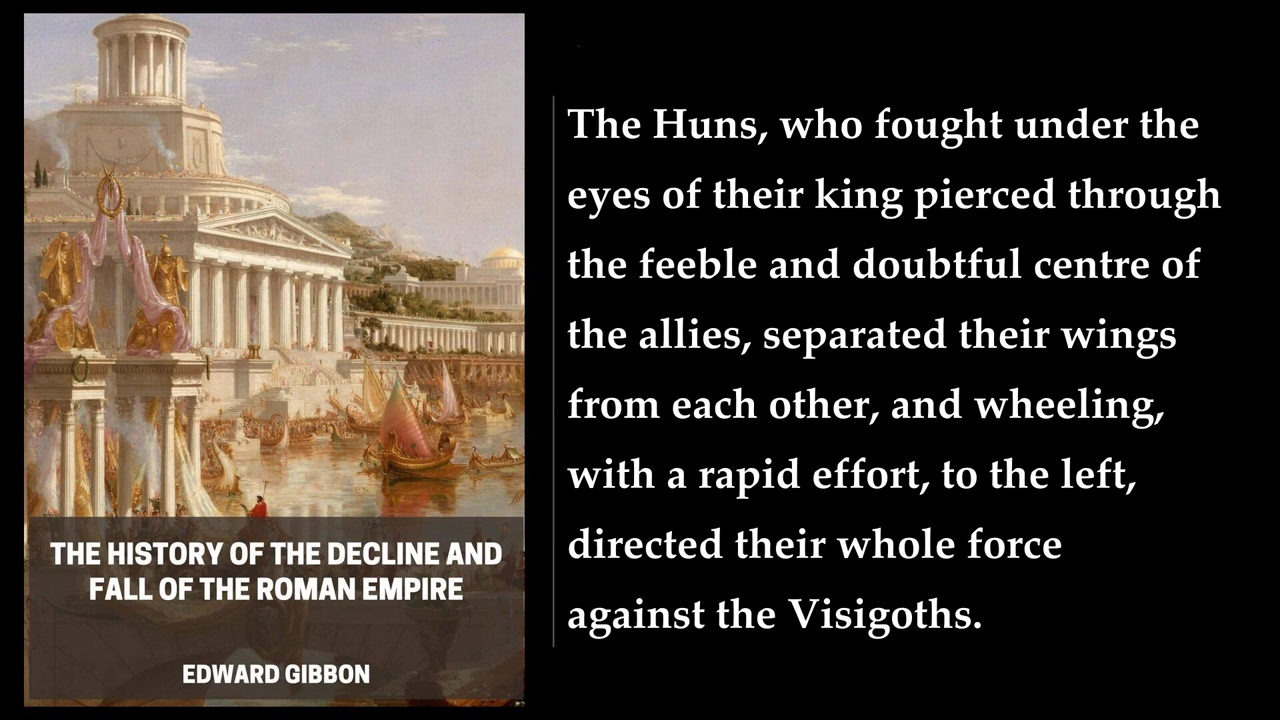 THE HISTORY OF THE DECLINE AND
FALL OF THE ROMAN EMPIRE
EDWARD GIBBON
The Huns, who fought under the
eyes of their king pierced through
the feeble and doubtful centre of
the allies, separated their wings
from each other, and wheeling,
with a rapid effort, to the left,
directed their whole force
against the Visigoths.